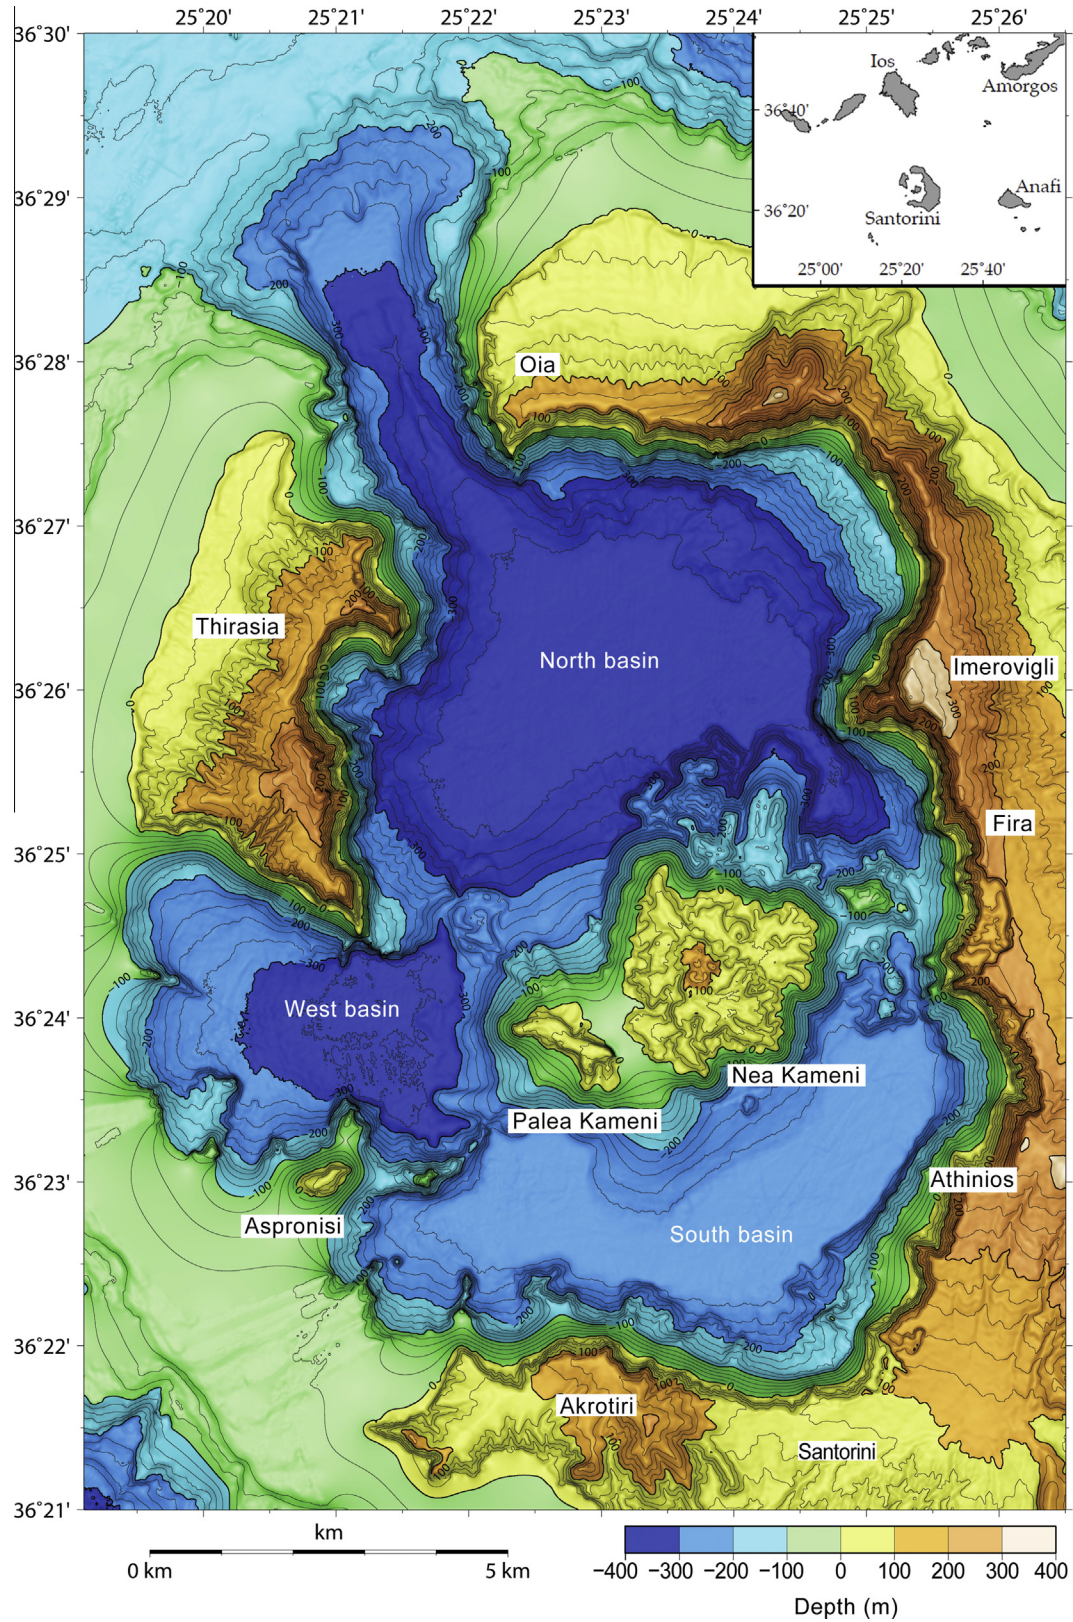 25˚20' 25˚21' 25˚22' 25˚23' 25˚24' 25˚25' 25˚26'
36˚30'
Ios
Amorgos
36˚40'
Anafi
36˚20'
Santorini
25˚00' 25˚20' 25˚40'
36˚29'
36˚28'
Oia
36˚27'
Thirasia
North basin
Imerovigli
36˚26'
Fira
36˚25'
West basin
36˚24'
Nea Kameni
Palea Kameni
36˚23'
Athinios
Aspronisi
South basin
36˚22'
Akrotiri
Santorini
36˚21'
km
0 km 5 km
−400 −300 −200 −100 0 100 200 300 400
Depth (m)